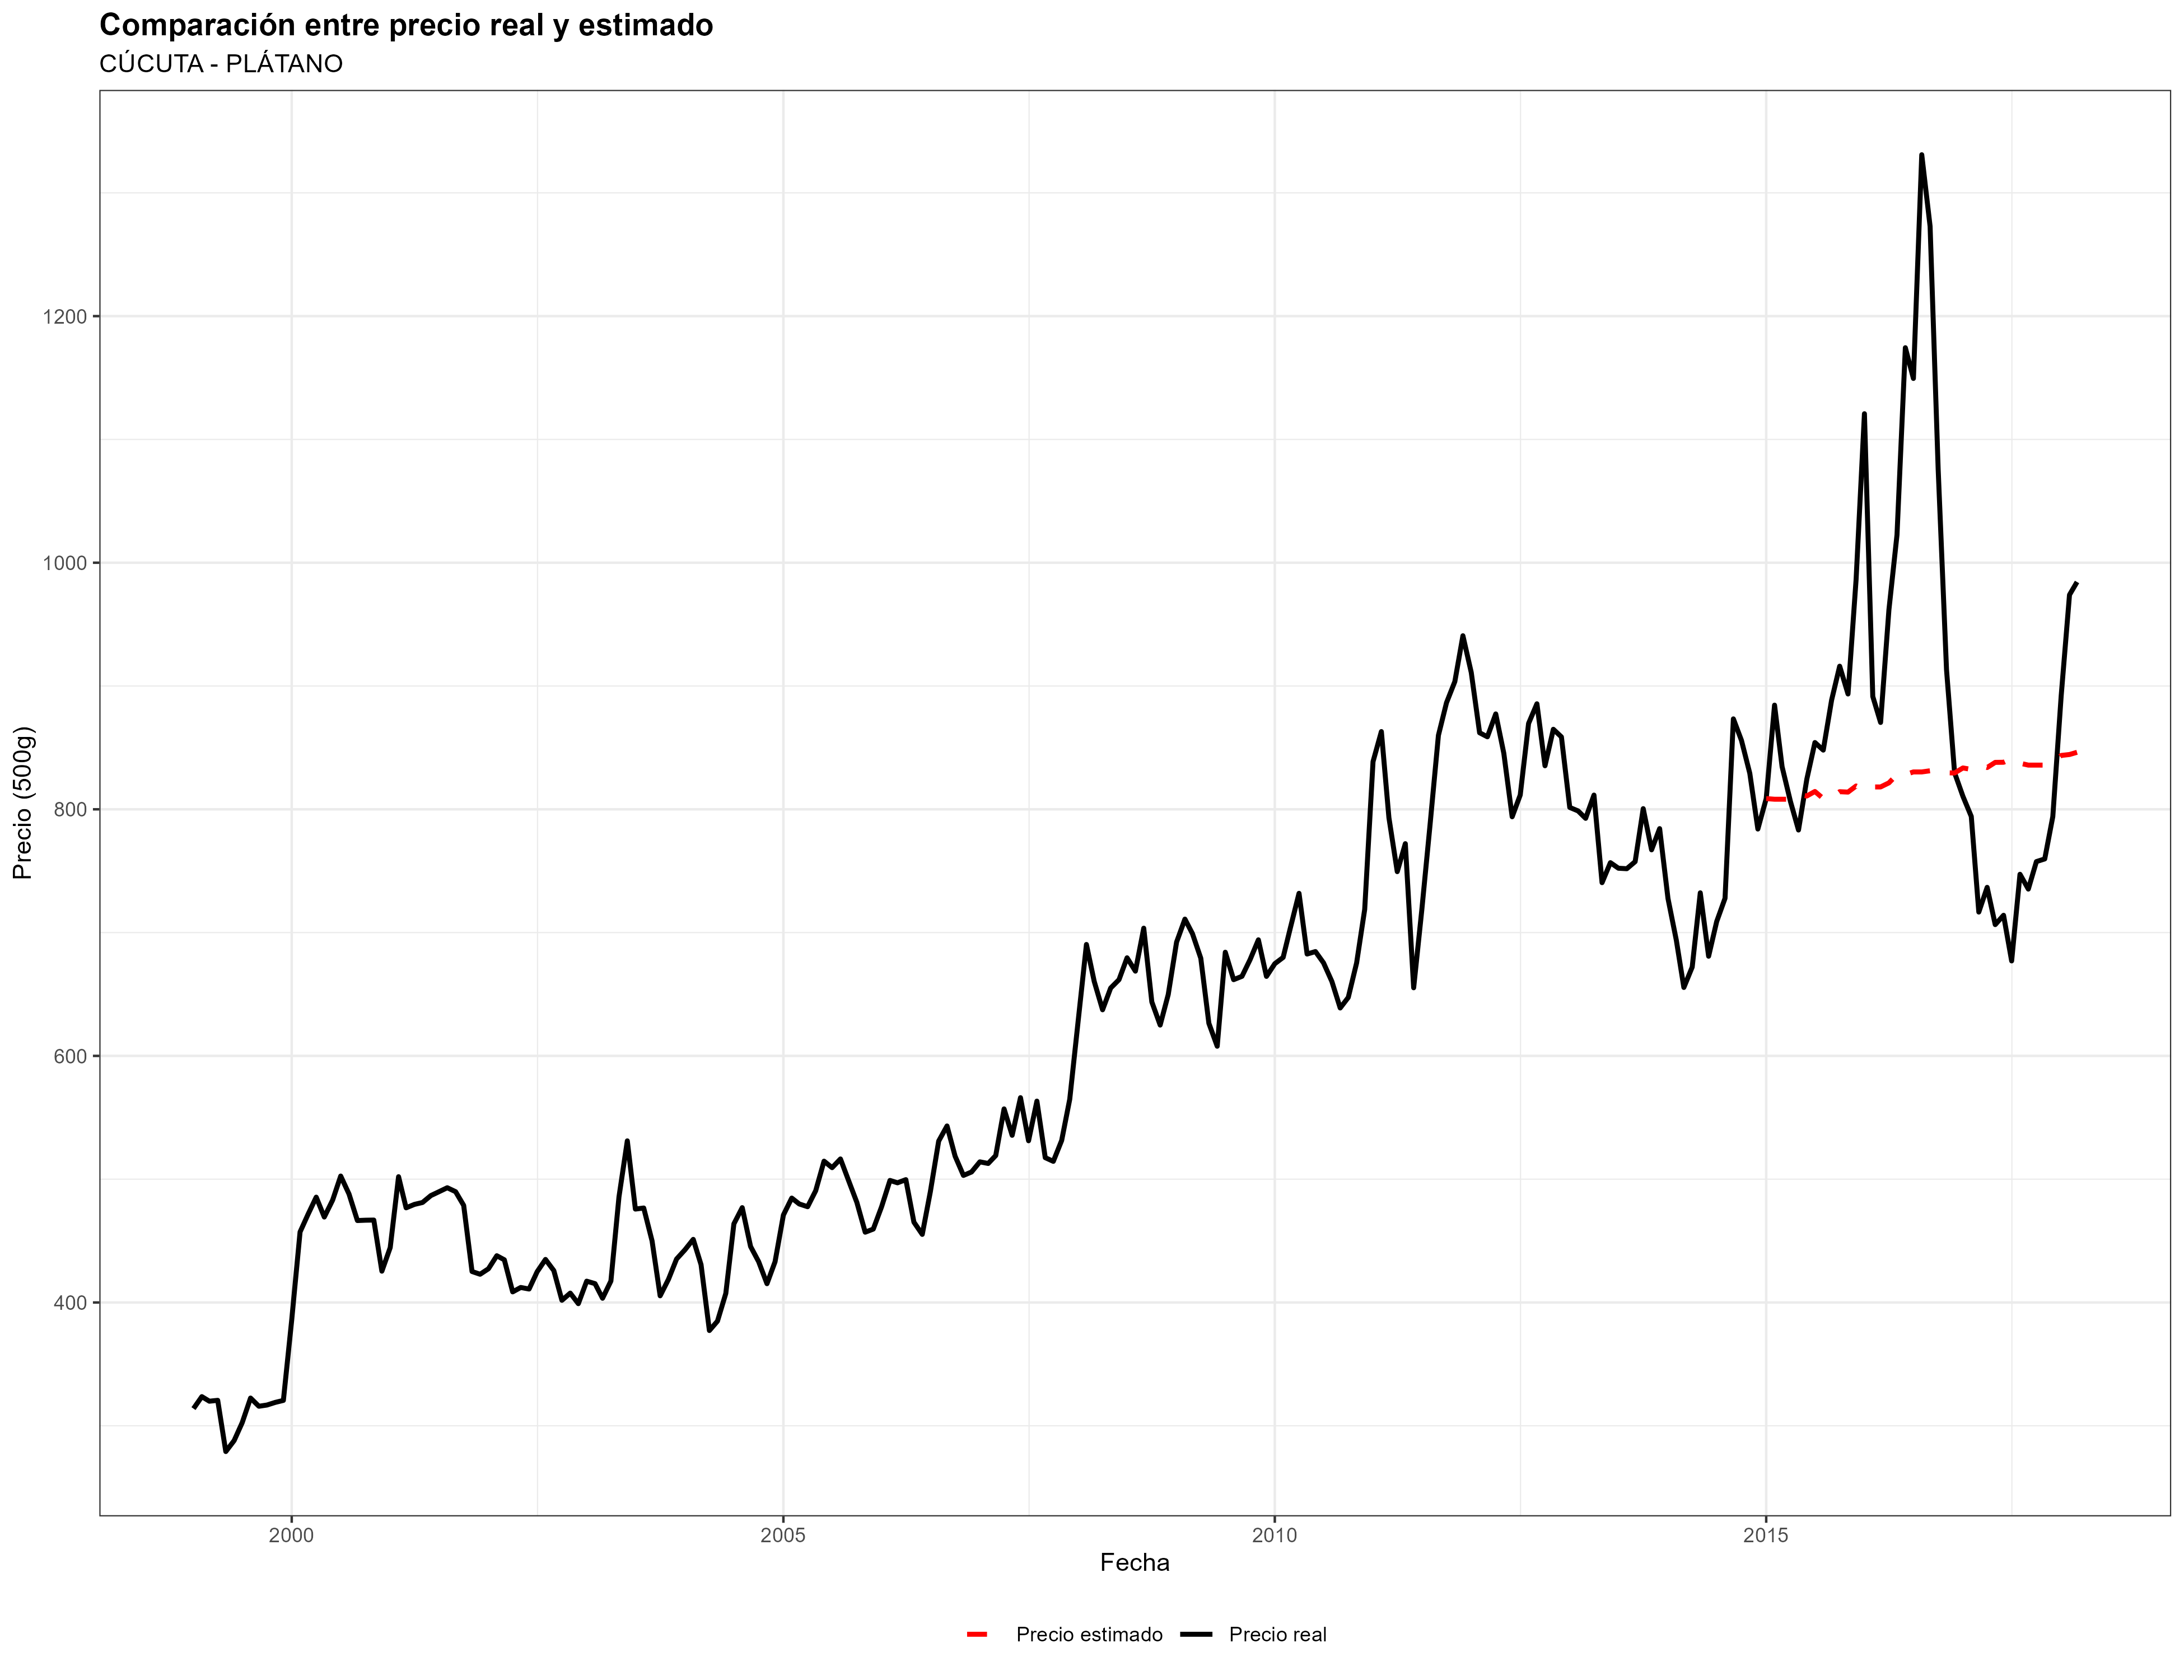 Comparación entre precio real y estimado
CÚCUTA - PLÁTANO
Precio (500g)
1200
1000
800
600
400
2000 2005 2010 2015
Fecha
Precio estimado Precio real